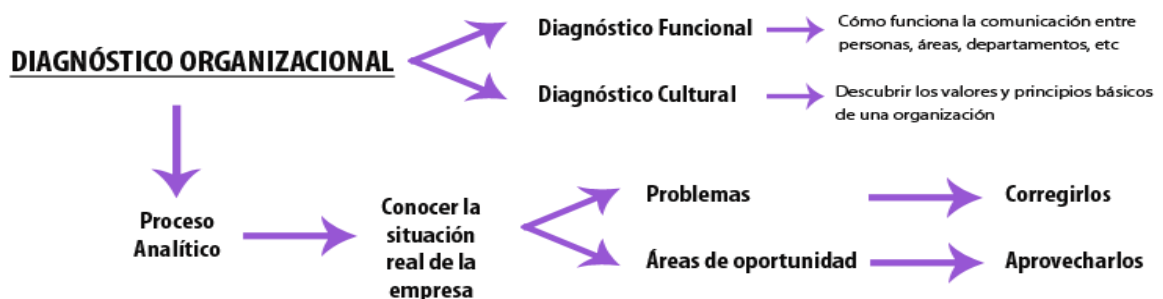 DIAGNÓSTICO ORGANIZACIONAL
Diagnóstico Funcional
Cómo funciona la comunicación entre
personas, áreas, departamentos, etc
Diagnóstico Cultural
Descubrir los valores y principios básicos
de una organización
Proceso
Analítico
Conocer la
situación
real de la
empresa
Problemas
Corregirlos
Áreas de oportunidad
Aprovecharlos